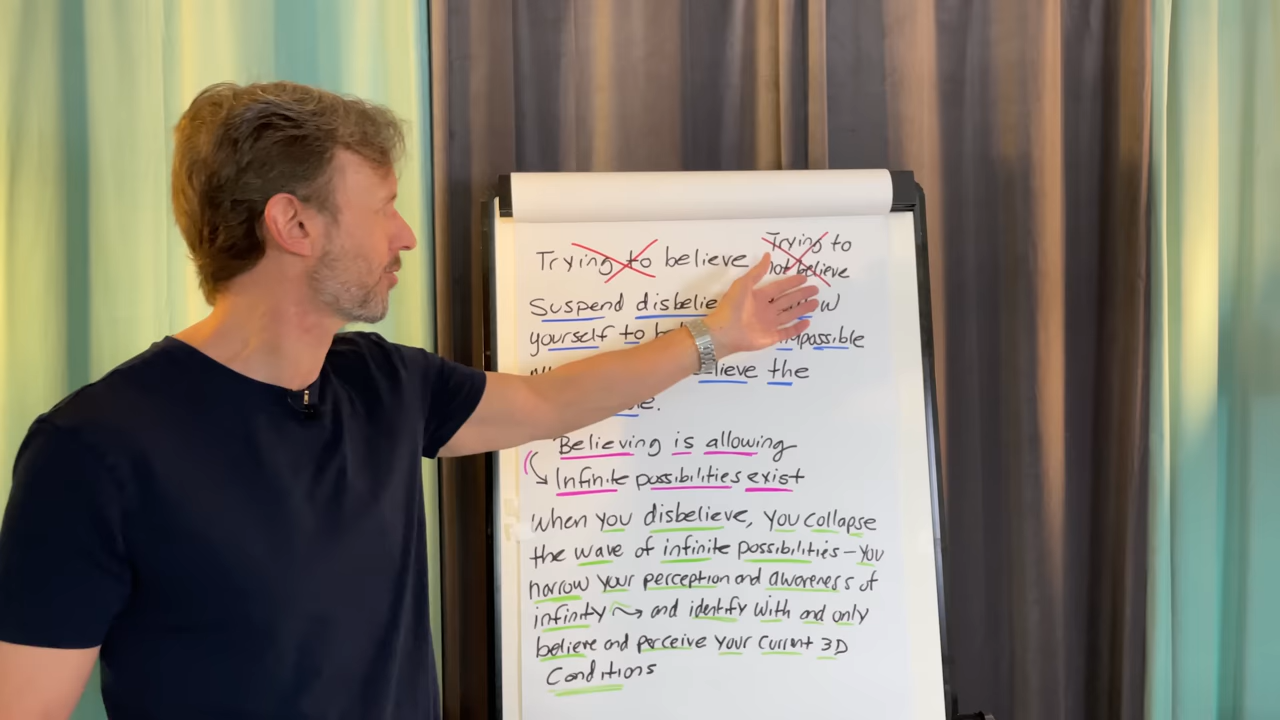 Trying to believe
Trying to
not believe
Suspend
yourself to
the
Believing is allowing
Infinite possibilities exist
When you disbelieve, you collapse
the wave of infinite possibilities – you
narrow your perception and awareness of
infinity and identify with and only
believe and perceive your current 3D
Conditions